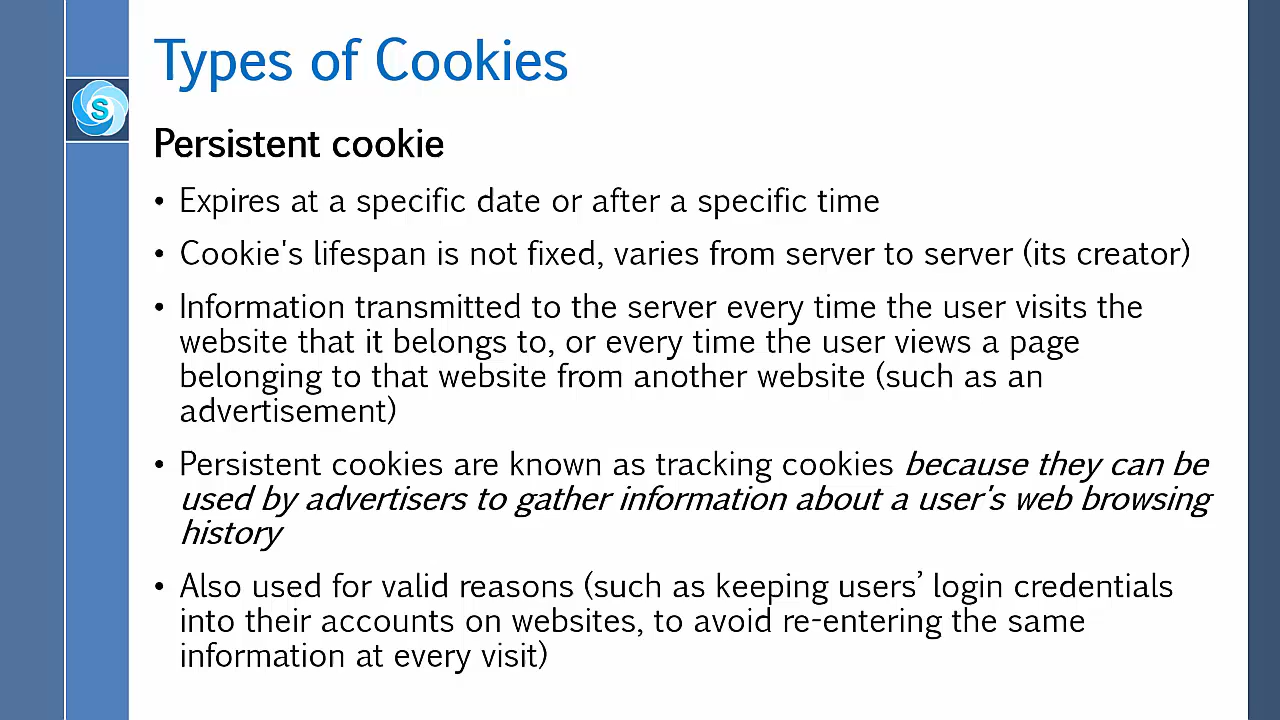 Types of Cookies
S
Persistent cookie
• Expires at a specific date or after a specific time
• Cookie's lifespan is not fixed, varies from server to server (its creator)
• Information transmitted to the server every time the user visits the
website that it belongs to, or every time the user views a page
belonging to that website from another website (such as an
advertisement)
• Persistent cookies are known as tracking cookies because they can be
used by advertisers to gather information about a user's web browsing
history
• Also used for valid reasons (such as keeping users’ login credentials
into their accounts on websites, to avoid re-entering the same
information at every visit)